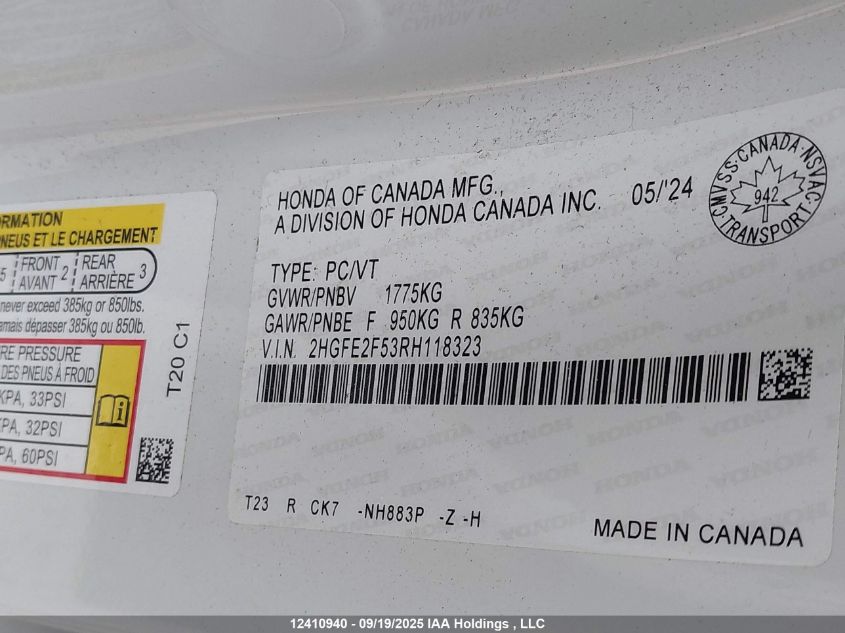 ORMATION
PNEUS ET LE CHARGEMENT
5 FRONT AVANT 2 REAR ARRIÈRE 3
never exceed 385kg or 850lbs.
amais dépasser 385kg ou 850lb.
RE PRESSURE
DES PNEUS À FROID
KPA, 33PSI
KPA, 32PSI
PA, 60PSI
T20 C1
HONDA OF CANADA MFG.,
A DIVISION OF HONDA CANADA INC. 05/'24
CMVSS·CANADA·NSVAC
942
TRANSPORT
TYPE: PC/VT
GVWR/PNBV 1775KG
GAWR/PNBE F 950KG R 835KG
V.I.N. 2HGFE2F53RH118323
T23 R CK7 -NH883P -Z -H
MADE IN CANADA
12410940 - 09/19/2025 IAA Holdings , LLC